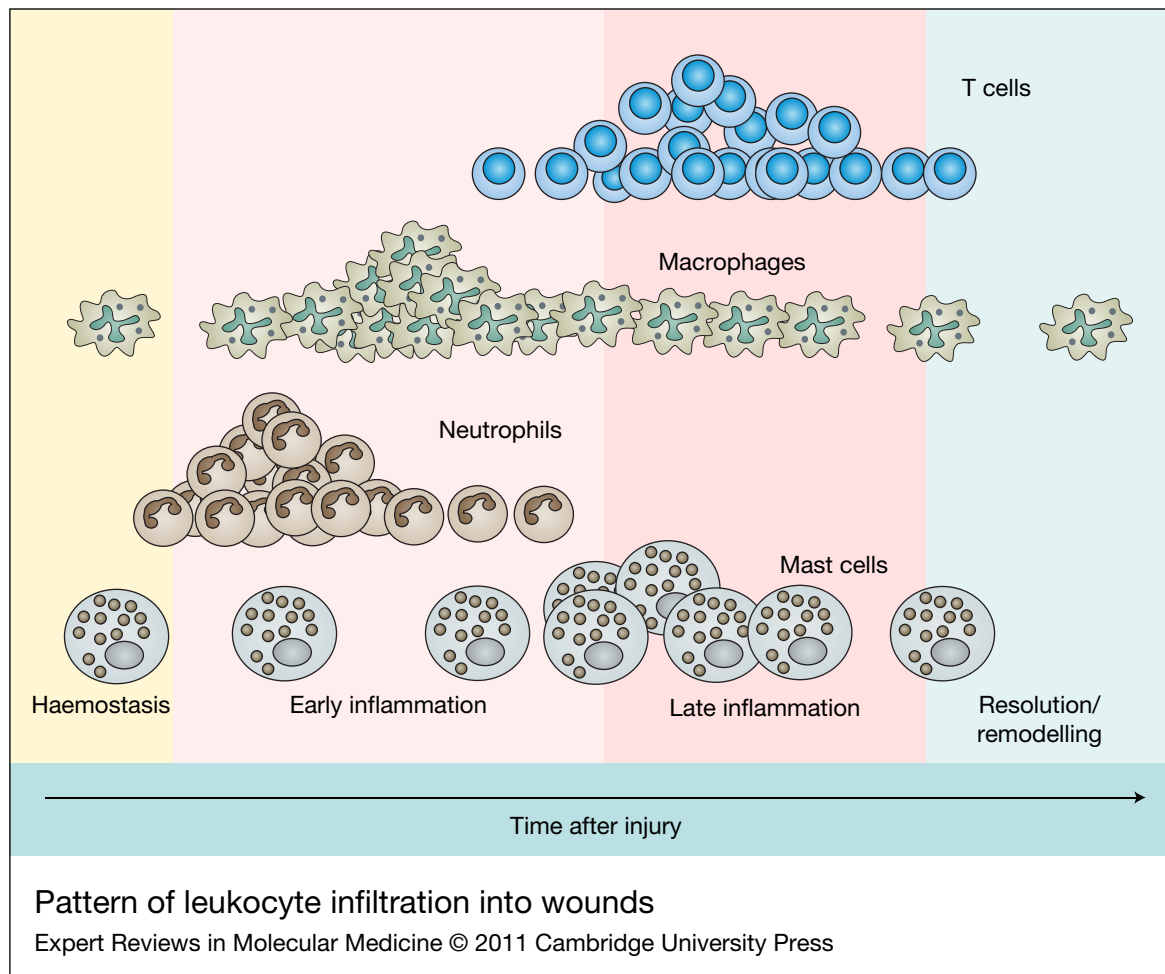 T cells
Macrophages
Neutrophils
Mast cells
Haemostasis
Early inflammation
Late inflammation
Resolution/
remodelling
Time after injury
Pattern of leukocyte infiltration into wounds
Expert Reviews in Molecular Medicine © 2011 Cambridge University Press